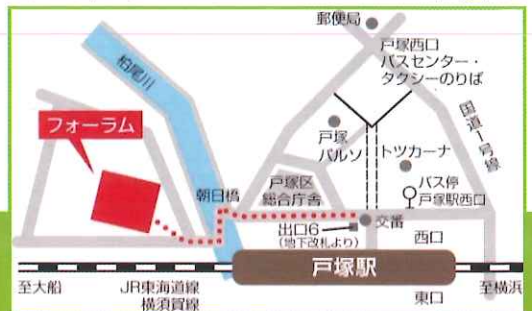 郵便局
戸塚西口
バスセンター・
タクシーのりば
柏尾川
国道1号線
フォーラム
戸塚
パルソ
トツカーナ
朝日橋
戸塚区
総合庁舎
バス停
戸塚駅西口
交番
出口6
(地下改札より)
西口
戸塚駅
至大船
JR東海道線
横須賀線
東口
至横浜